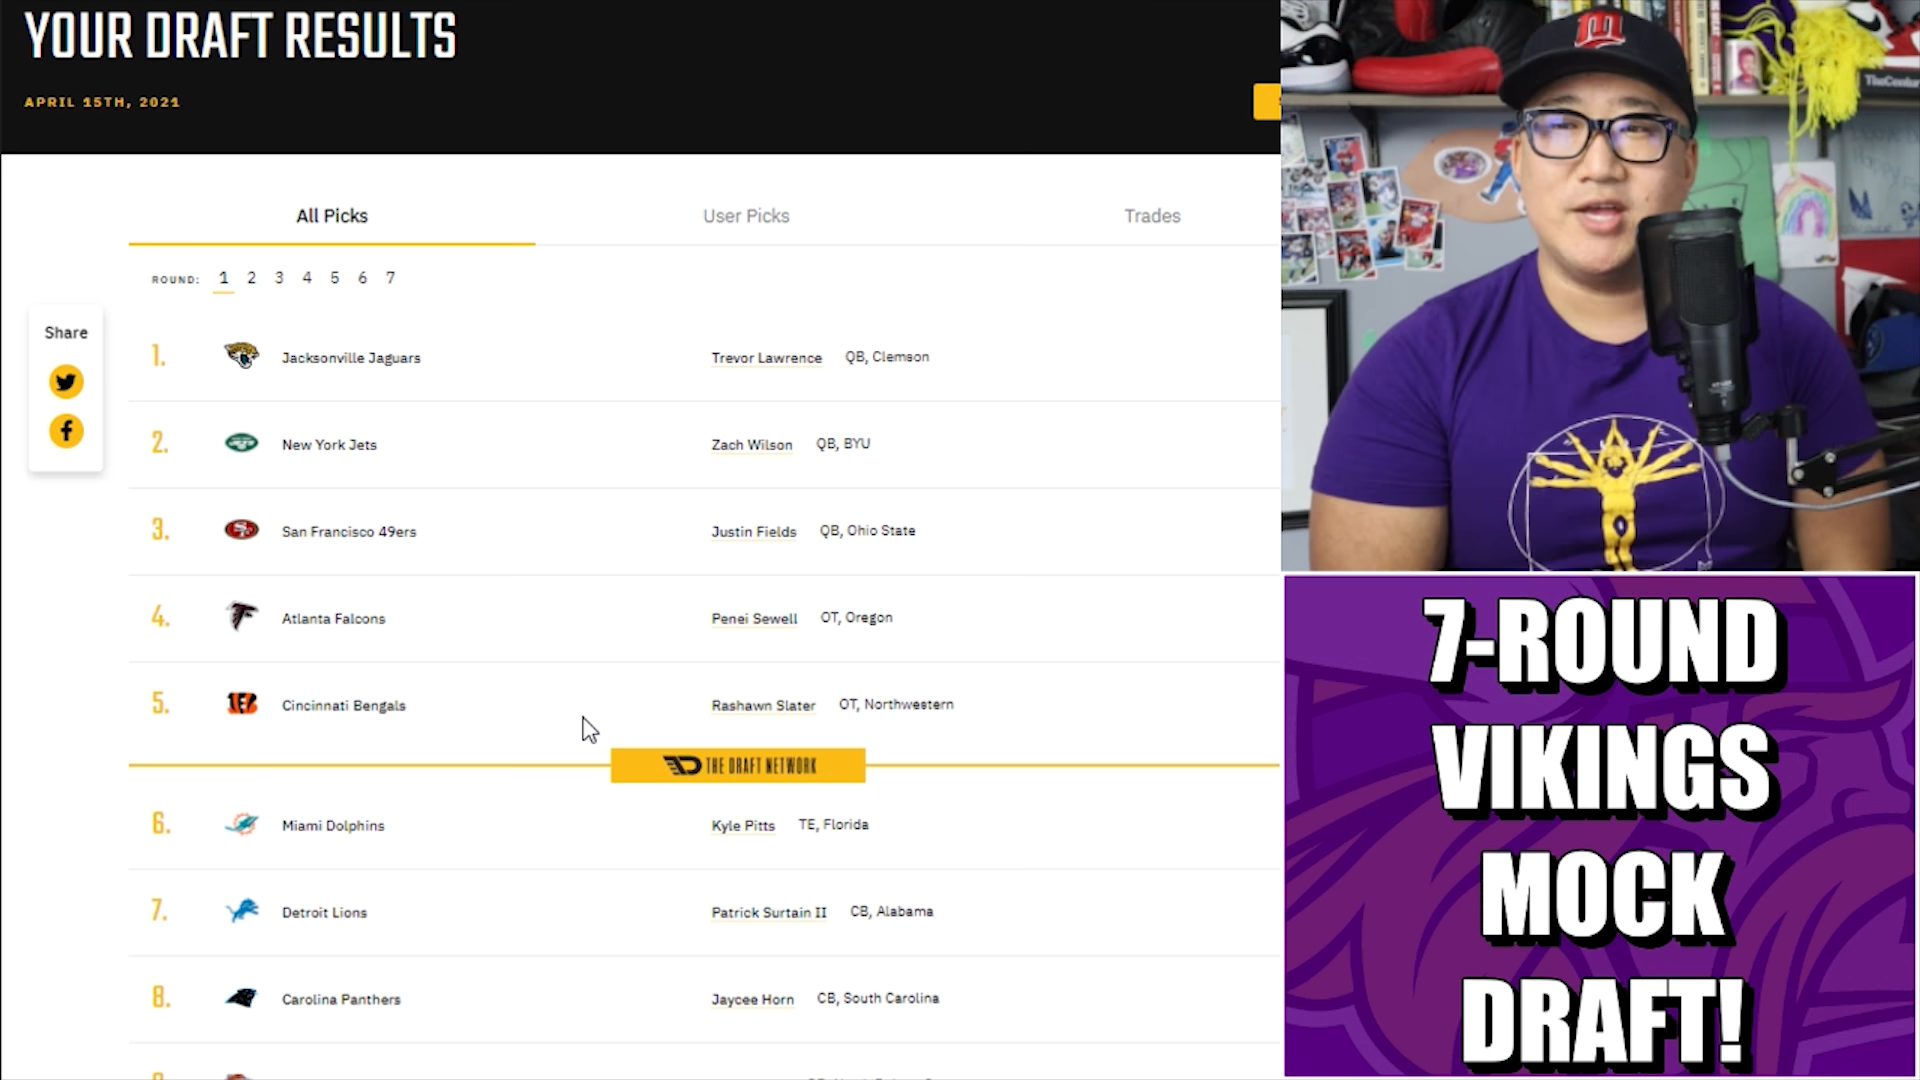 YOUR DRAFT RESULTS
APRIL 15TH, 2021
All Picks User Picks Trades
ROUND: 1 2 3 4 5 6 7
Share
1. Jacksonville Jaguars Trevor Lawrence QB, Clemson
2. New York Jets Zach Wilson QB, BYU
3. San Francisco 49ers Justin Fields QB, Ohio State
4. Atlanta Falcons Penei Sewell OT, Oregon
5. Cincinnati Bengals Rashawn Slater OT, Northwestern
THE DRAFT NETWORK
6. Miami Dolphins Kyle Pitts TE, Florida
7. Detroit Lions Patrick Surtain II CB, Alabama
8. Carolina Panthers Jaycee Horn CB, South Carolina
7-ROUND
VIKINGS
MOCK
DRAFT!